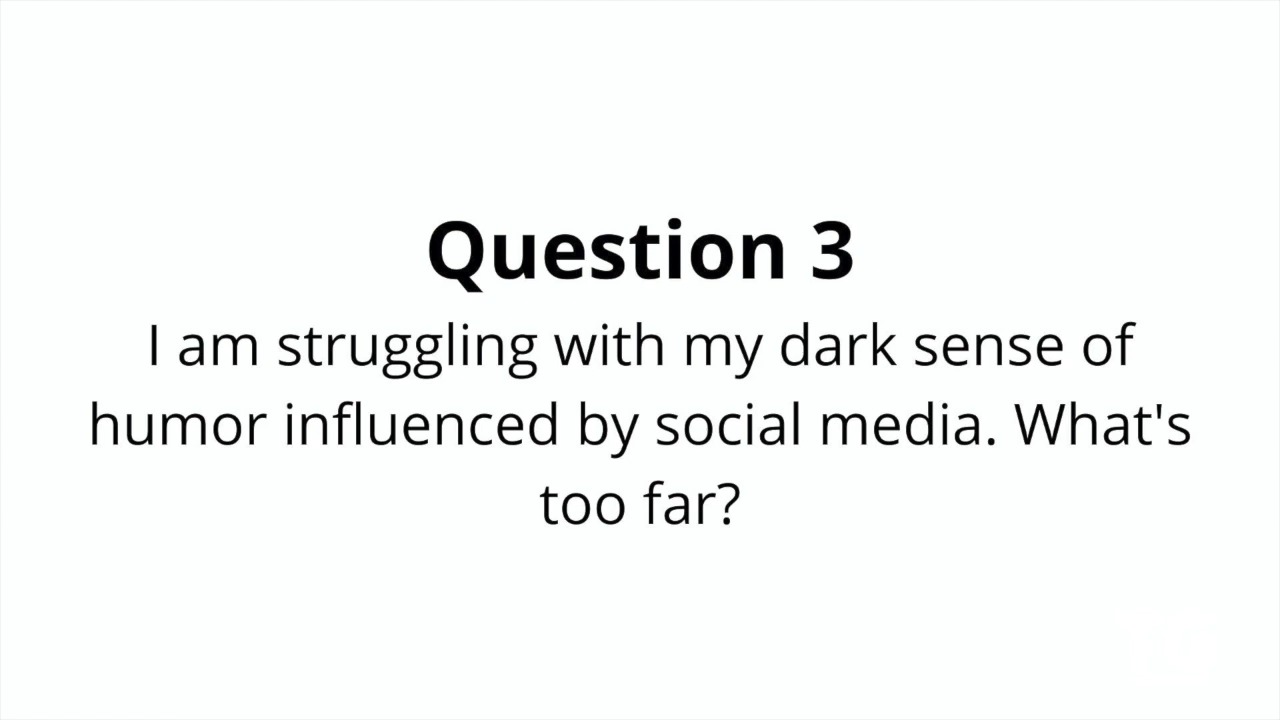 Question 3
I am struggling with my dark sense of
humor influenced by social media. What's
too far?